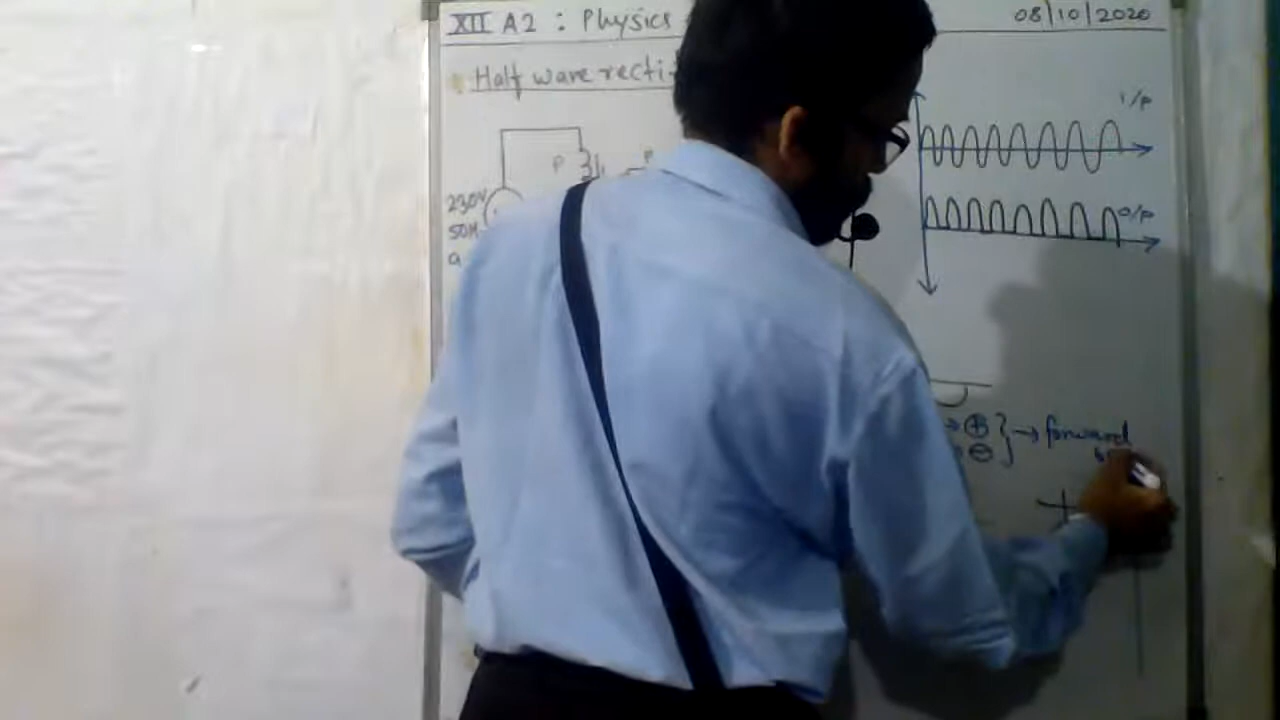 XII A2 : Physics
08/10/2020
Half wave recti
I/P
P
230V
50H
O/P
→ ⊕ } → forward
⊖